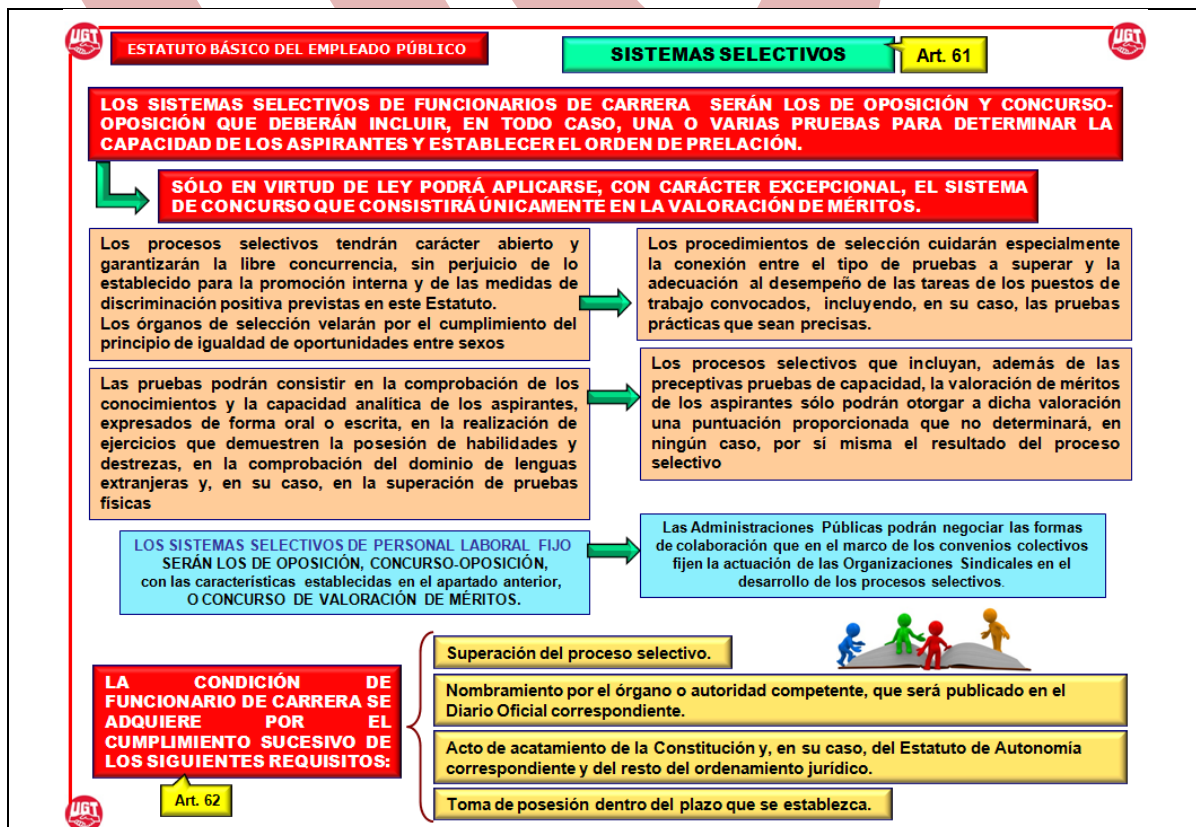 UGT
ESTATUTO BÁSICO DEL EMPLEADO PÚBLICO
SISTEMAS SELECTIVOS
Art. 61
UGT
LOS SISTEMAS SELECTIVOS DE FUNCIONARIOS DE CARRERA SERÁN LOS DE OPOSICIÓN Y CONCURSO-
OPOSICIÓN QUE DEBERÁN INCLUIR, EN TODO CASO, UNA O VARIAS PRUEBAS PARA DETERMINAR LA
CAPACIDAD DE LOS ASPIRANTES Y ESTABLECER EL ORDEN DE PRELACIÓN.
SÓLO EN VIRTUD DE LEY PODRÁ APLICARSE, CON CARÁCTER EXCEPCIONAL, EL SISTEMA
DE CONCURSO QUE CONSISTIRÁ ÚNICAMENTE EN LA VALORACIÓN DE MÉRITOS.
Los procesos selectivos tendrán carácter abierto y
garantizarán la libre concurrencia, sin perjuicio de lo
establecido para la promoción interna y de las medidas de
discriminación positiva previstas en este Estatuto.
Los órganos de selección velarán por el cumplimiento del
principio de igualdad de oportunidades entre sexos
Los procedimientos de selección cuidarán especialmente
la conexión entre el tipo de pruebas a superar y la
adecuación al desempeño de las tareas de los puestos de
trabajo convocados, incluyendo, en su caso, las pruebas
prácticas que sean precisas.
Las pruebas podrán consistir en la comprobación de los
conocimientos y la capacidad analítica de los aspirantes,
expresados de forma oral o escrita, en la realización de
ejercicios que demuestren la posesión de habilidades y
destrezas, en la comprobación del dominio de lenguas
extranjeras y, en su caso, en la superación de pruebas
físicas
Los procesos selectivos que incluyan, además de las
preceptivas pruebas de capacidad, la valoración de méritos
de los aspirantes sólo podrán otorgar a dicha valoración
una puntuación proporcionada que no determinará, en
ningún caso, por sí misma el resultado del proceso
selectivo
LOS SISTEMAS SELECTIVOS DE PERSONAL LABORAL FIJO
SERÁN LOS DE OPOSICIÓN, CONCURSO-OPOSICIÓN,
con las características establecidas en el apartado anterior,
O CONCURSO DE VALORACIÓN DE MÉRITOS.
Las Administraciones Públicas podrán negociar las formas
de colaboración que en el marco de los convenios colectivos
fijen la actuación de las Organizaciones Sindicales en el
desarrollo de los procesos selectivos.
LA CONDICIÓN DE
FUNCIONARIO DE CARRERA SE
ADQUIERE POR EL
CUMPLIMIENTO SUCESIVO DE
LOS SIGUIENTES REQUISITOS:
Art. 62
Superación del proceso selectivo.
Nombramiento por el órgano o autoridad competente, que será publicado en el
Diario Oficial correspondiente.
Acto de acatamiento de la Constitución y, en su caso, del Estatuto de Autonomía
correspondiente y del resto del ordenamiento jurídico.
Toma de posesión dentro del plazo que se establezca.
UGT